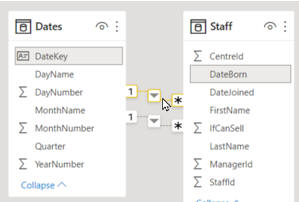 Dates
DateKey
DayName
DayNumber
MonthName
MonthNumber
Quarter
YearNumber
Collapse
1
*
1
*
Staff
CentreId
DateBorn
DateJoined
FirstName
IfCanSell
LastName
ManagerId
StaffId